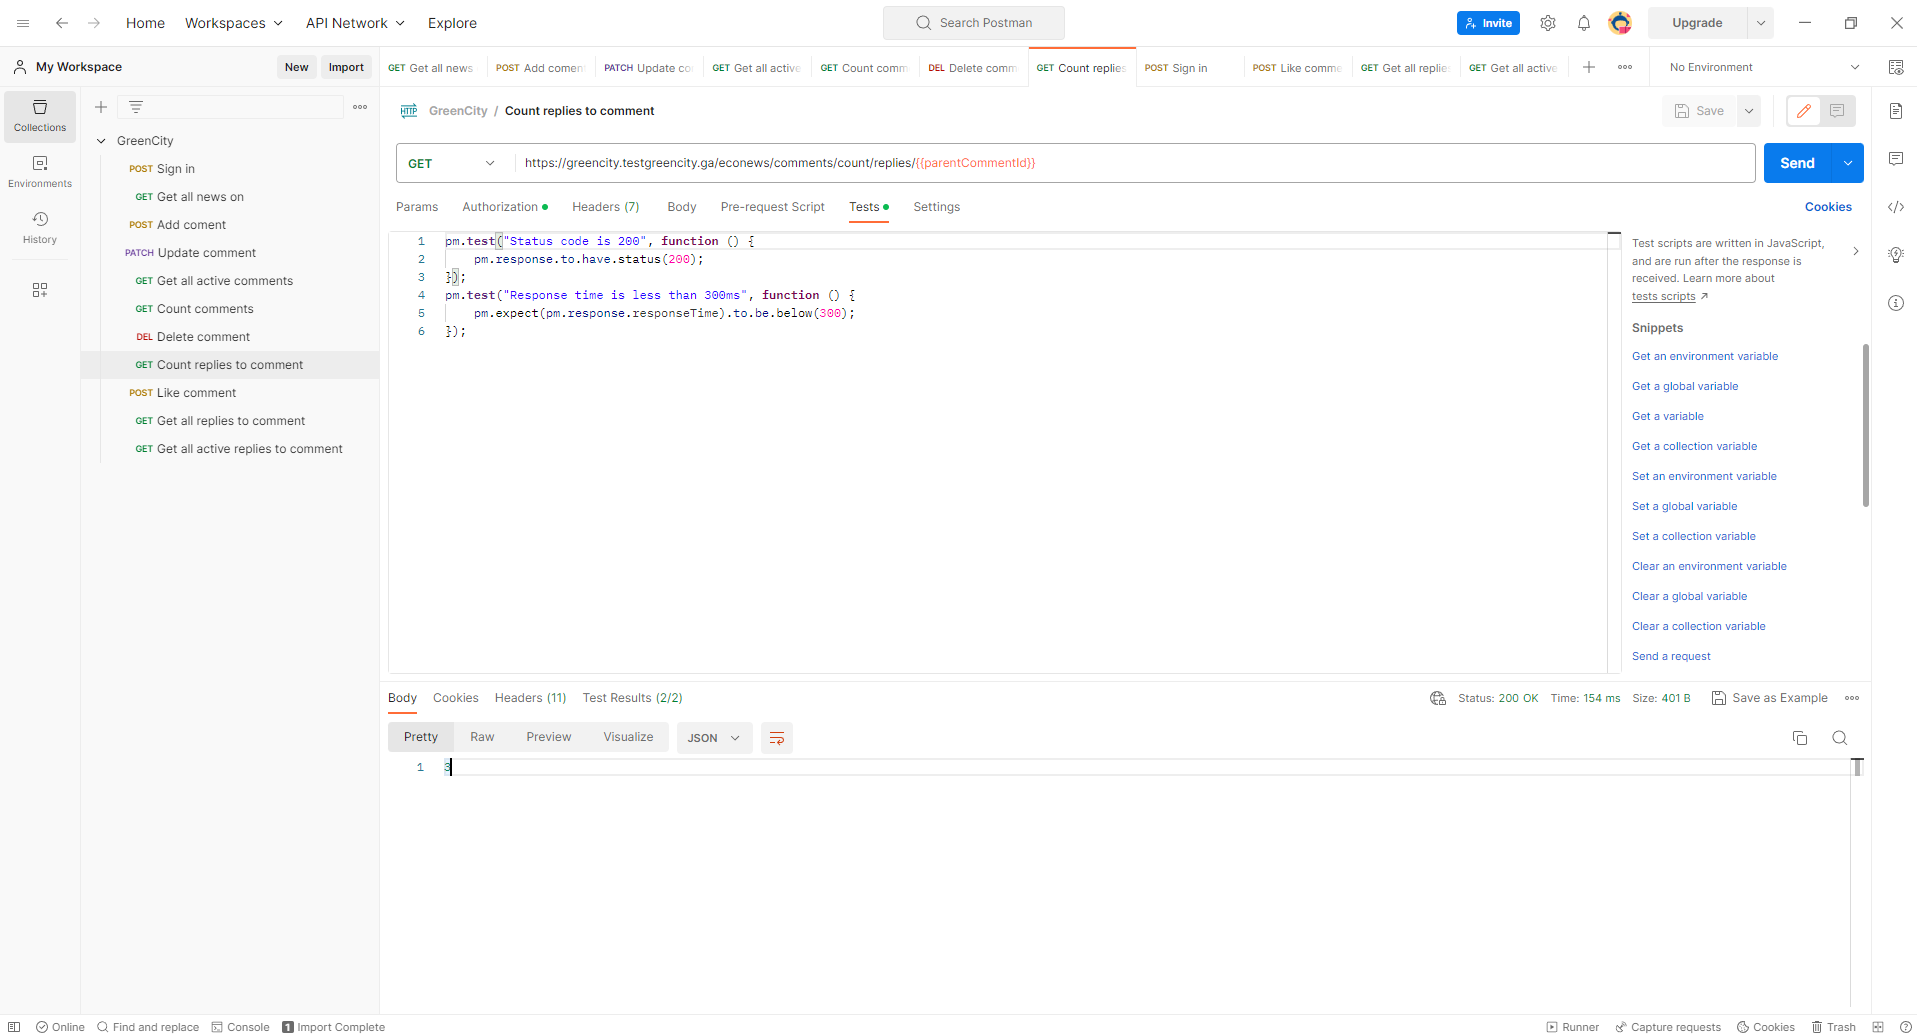 Home
Workspaces
API Network
Explore
Search Postman
Invite
Upgrade
My Workspace
New
Import
GET Get all news
POST Add comen
PATCH Update co
GET Get all active
GET Count comm
DEL Delete comm
GET Count replies
POST Sign in
POST Like comme
GET Get all replie
GET Get all active
No Environment
Collections
Environments
History
GreenCity
POST Sign in
GET Get all news on
POST Add coment
PATCH Update comment
GET Get all active comments
GET Count comments
DEL Delete comment
GET Count replies to comment
POST Like comment
GET Get all replies to comment
GET Get all active replies to comment
HTTP GreenCity / Count replies to comment
Save
GET
https://greencity.testgreencity.ga/econews/comments/count/replies/{{parentCommentId}}
Send
Params
Authorization
Headers (7)
Body
Pre-request Script
Tests
Settings
Cookies
1 pm.test("Status code is 200", function () {
2 pm.response.to.have.status(200);
3 });
4 pm.test("Response time is less than 300ms", function () {
5 pm.expect(pm.response.responseTime).to.be.below(300);
6 });
Test scripts are written in JavaScript,
and are run after the response is
received. Learn more about
tests scripts ↗
Snippets
Get an environment variable
Get a global variable
Get a variable
Get a collection variable
Set an environment variable
Set a global variable
Set a collection variable
Clear an environment variable
Clear a global variable
Clear a collection variable
Send a request
Body
Cookies
Headers (11)
Test Results (2/2)
Status: 200 OK
Time: 154 ms
Size: 401 B
Save as Example
Pretty
Raw
Preview
Visualize
JSON
1 3
Online
Find and replace
Console
1 Import Complete
Runner
Capture requests
Cookies
Trash